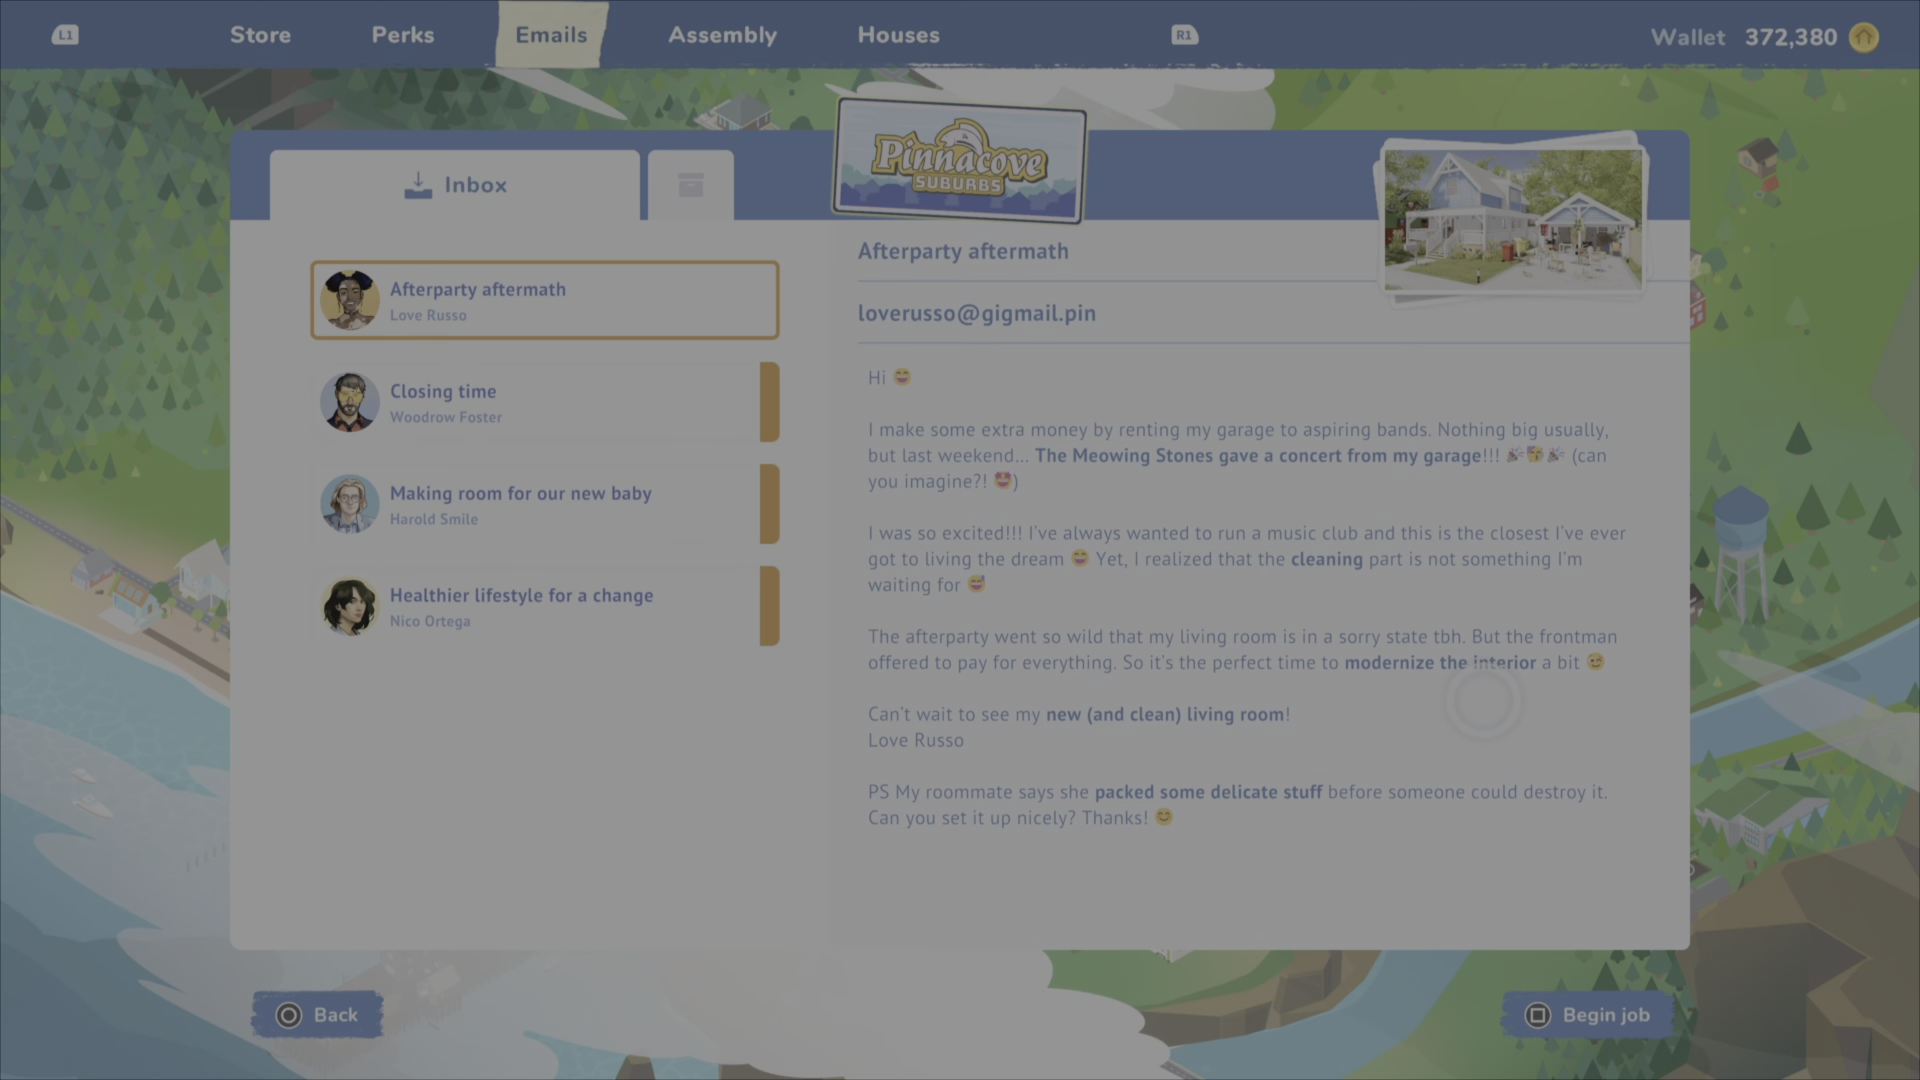 L1
Store
Perks
Emails
Assembly
Houses
R1
Wallet 372,380
Pinnacove
SUBURBS
Inbox
Afterparty aftermath
Love Russo
Closing time
Woodrow Foster
Making room for our new baby
Harold Smile
Healthier lifestyle for a change
Nico Ortega
Afterparty aftermath
loverusso@gigmail.pin
Hi 😄
I make some extra money by renting my garage to aspiring bands. Nothing big usually,
but last weekend... The Meowing Stones gave a concert from my garage!!! 🎉🥳🎉 (can
you imagine?! 🤩)
I was so excited!!! I've always wanted to run a music club and this is the closest I've ever
got to living the dream 😄 Yet, I realized that the cleaning part is not something I'm
waiting for 😅
The afterparty went so wild that my living room is in a sorry state tbh. But the frontman
offered to pay for everything. So it's the perfect time to modernize the interior a bit 😉
Can't wait to see my new (and clean) living room!
Love Russo
PS My roommate says she packed some delicate stuff before someone could destroy it.
Can you set it up nicely? Thanks! 😊
Back
Begin job